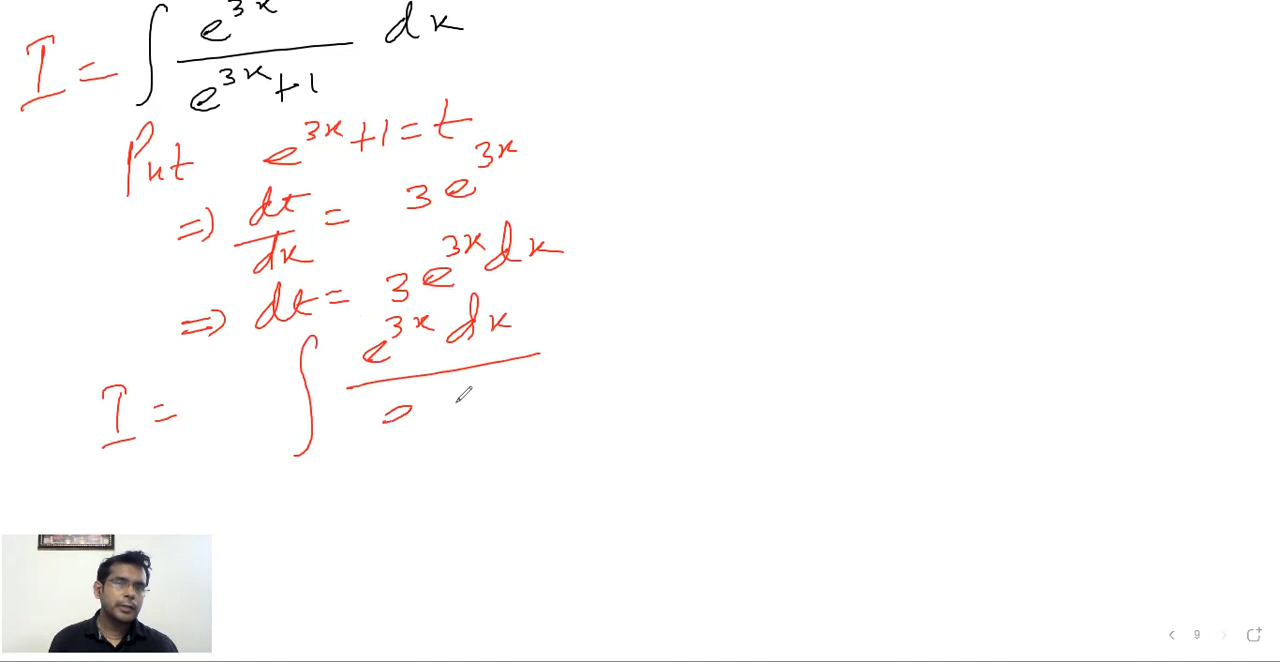 I = ∫ e^{3x} / (e^{3x}+1) dx
Put e^{3x}+1 = t
⇒ dt/dx = 3e^{3x}
⇒ dt = 3e^{3x}dx
I = ∫ e^{3x} dx /
9